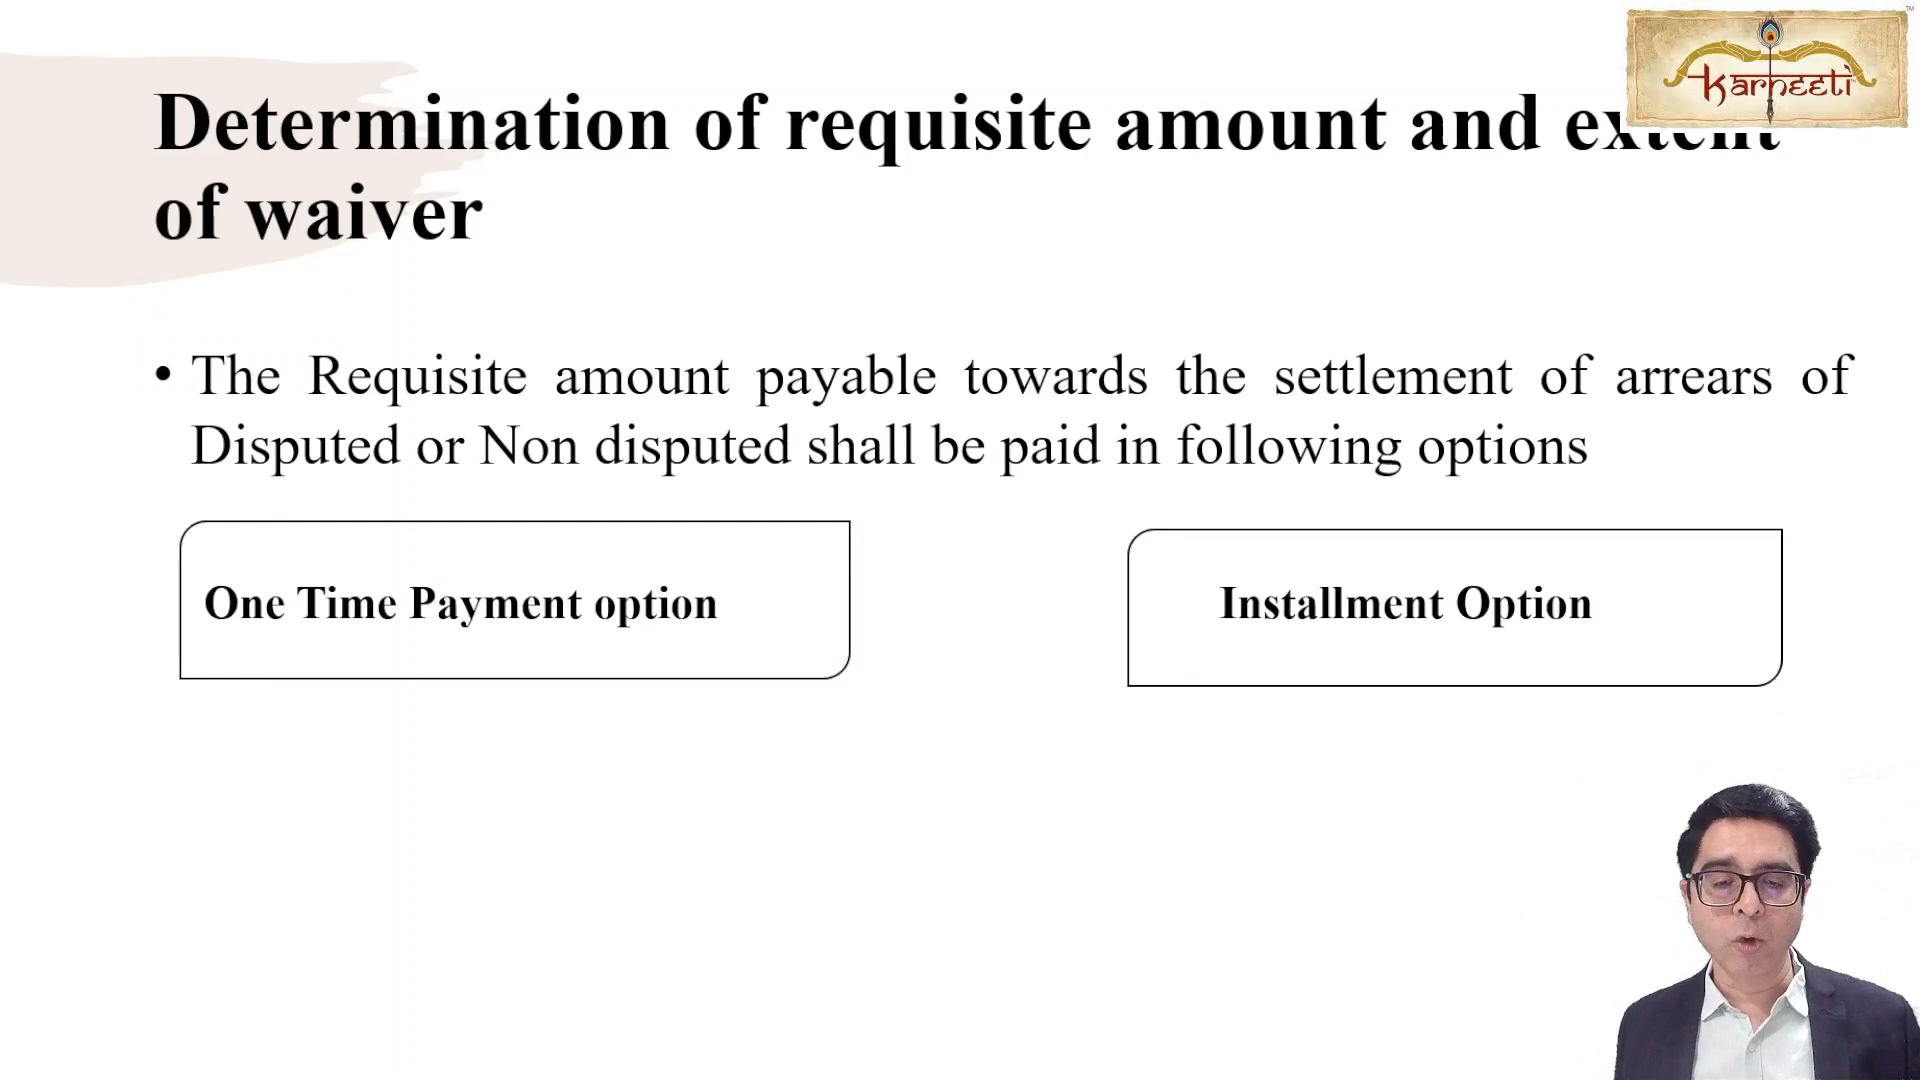 Karneeti
TM
Determination of requisite amount and extent
of waiver
• The Requisite amount payable towards the settlement of arrears of
Disputed or Non disputed shall be paid in following options
One Time Payment option
Installment Option